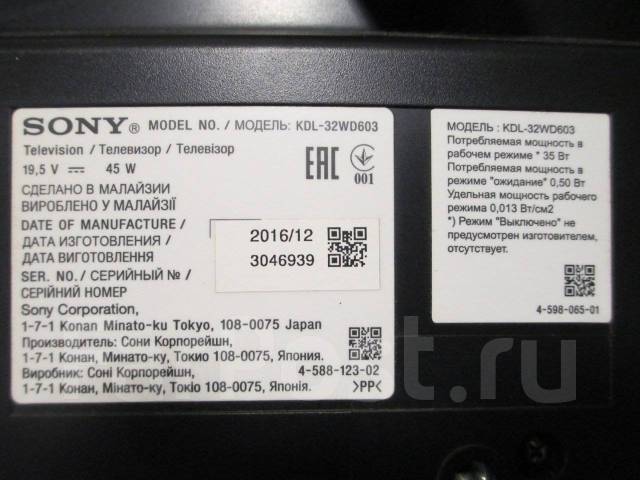 SONY® MODEL NO. / МОДЕЛЬ: KDL-32WD603
Television / Телевизор / Телевізор
19,5 V ⎓ 45 W
EAC
001
СДЕЛАНО В МАЛАЙЗИИ
ВИРОБЛЕНО У МАЛАЙЗІЇ
DATE OF MANUFACTURE /
ДАТА ИЗГОТОВЛЕНИЯ /
ДАТА ВИГОТОВЛЕННЯ
2016/12
SER. NO. / СЕРИЙНЫЙ № /
СЕРІЙНИЙ НОМЕР
3046939
Sony Corporation,
1-7-1 Konan Minato-ku Tokyo, 108-0075 Japan
Производитель: Сони Корпорейшн,
1-7-1 Конан, Минато-ку, Токио 108-0075, Япония.
Виробник: Соні Корпорейшн,
4-588-123-02
1-7-1 Конан, Мінато-ку, Токіо 108-0075, Японія.
>PP<
МОДЕЛЬ : KDL-32WD603
Потребляемая мощность в
рабочем режиме * 35 Вт
Потребляемая мощность в
режиме "ожидание" 0,50 Вт
Удельная мощность рабочего
режима 0,013 Вт/см2
*) Режим "Выключено" не
предусмотрен изготовителем,
отсутствует.
4-598-065-01